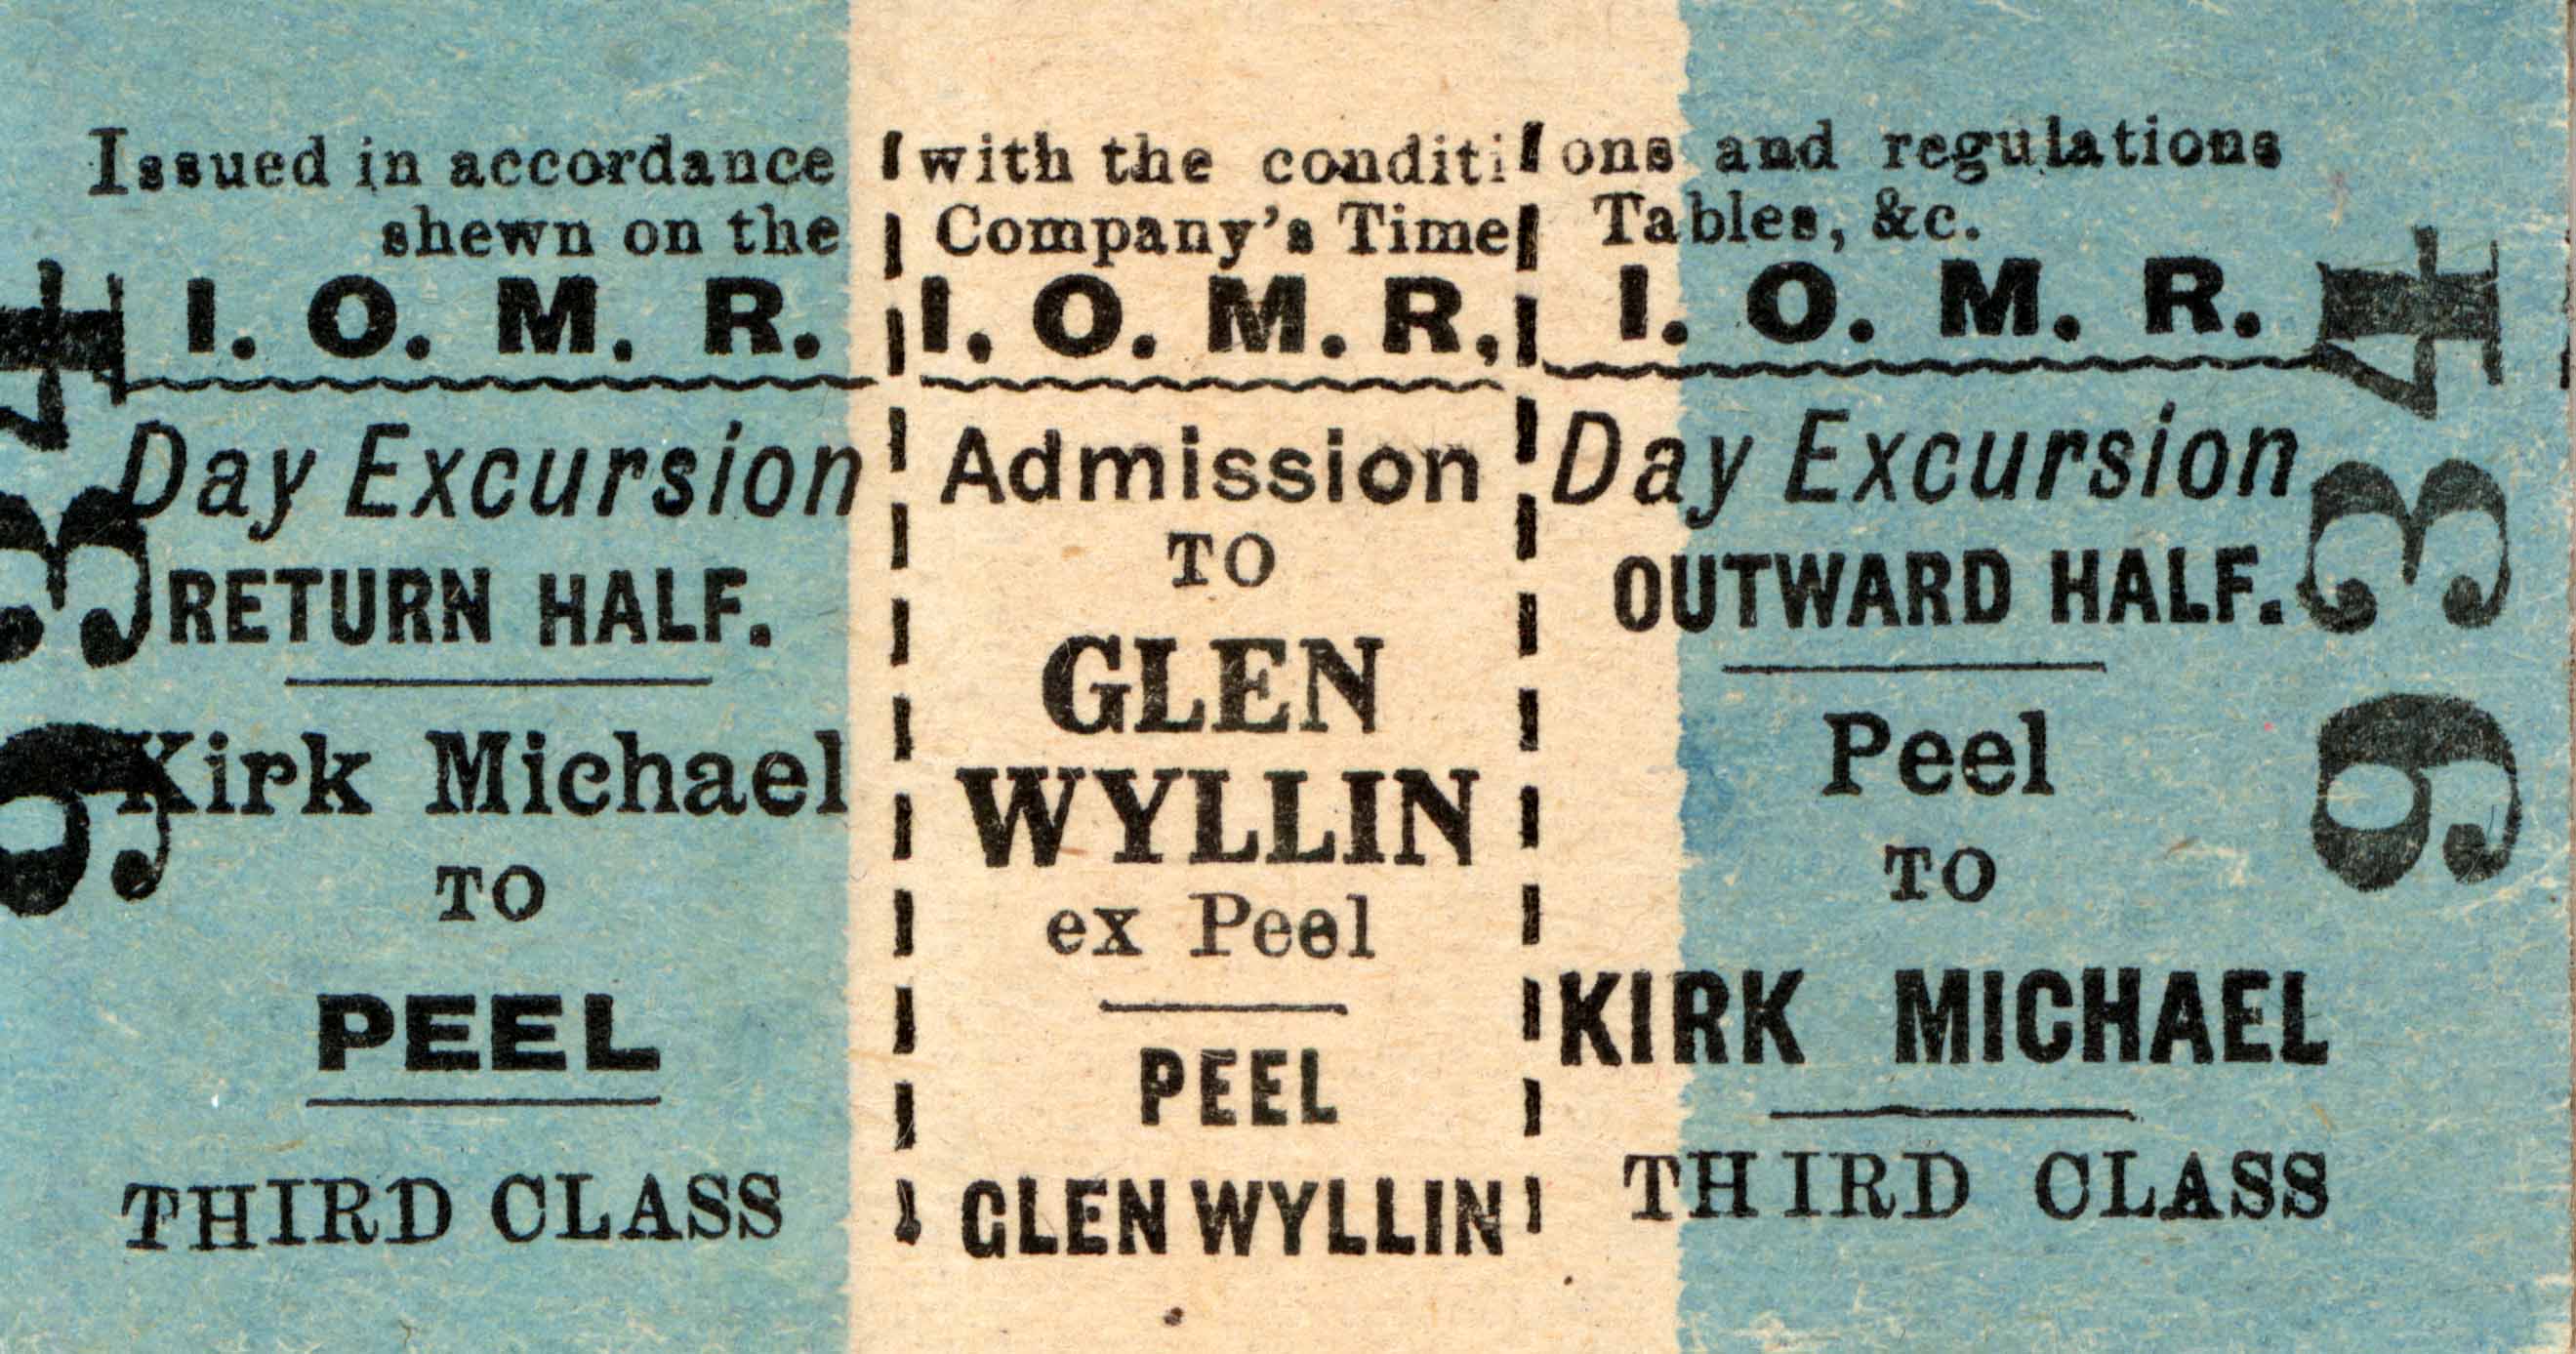 Issued in accordance with the conditions and regulations
shewn on the Company's Time Tables, &c.
I. O. M. R.
Day Excursion
RETURN HALF.
Kirk Michael
TO
PEEL
THIRD CLASS
934
I. O. M. R.
Admission
TO
GLEN
WYLLIN
ex Peel
PEEL
GLEN WYLLIN
I. O. M. R.
Day Excursion
OUTWARD HALF.
Peel
TO
KIRK MICHAEL
THIRD CLASS
934